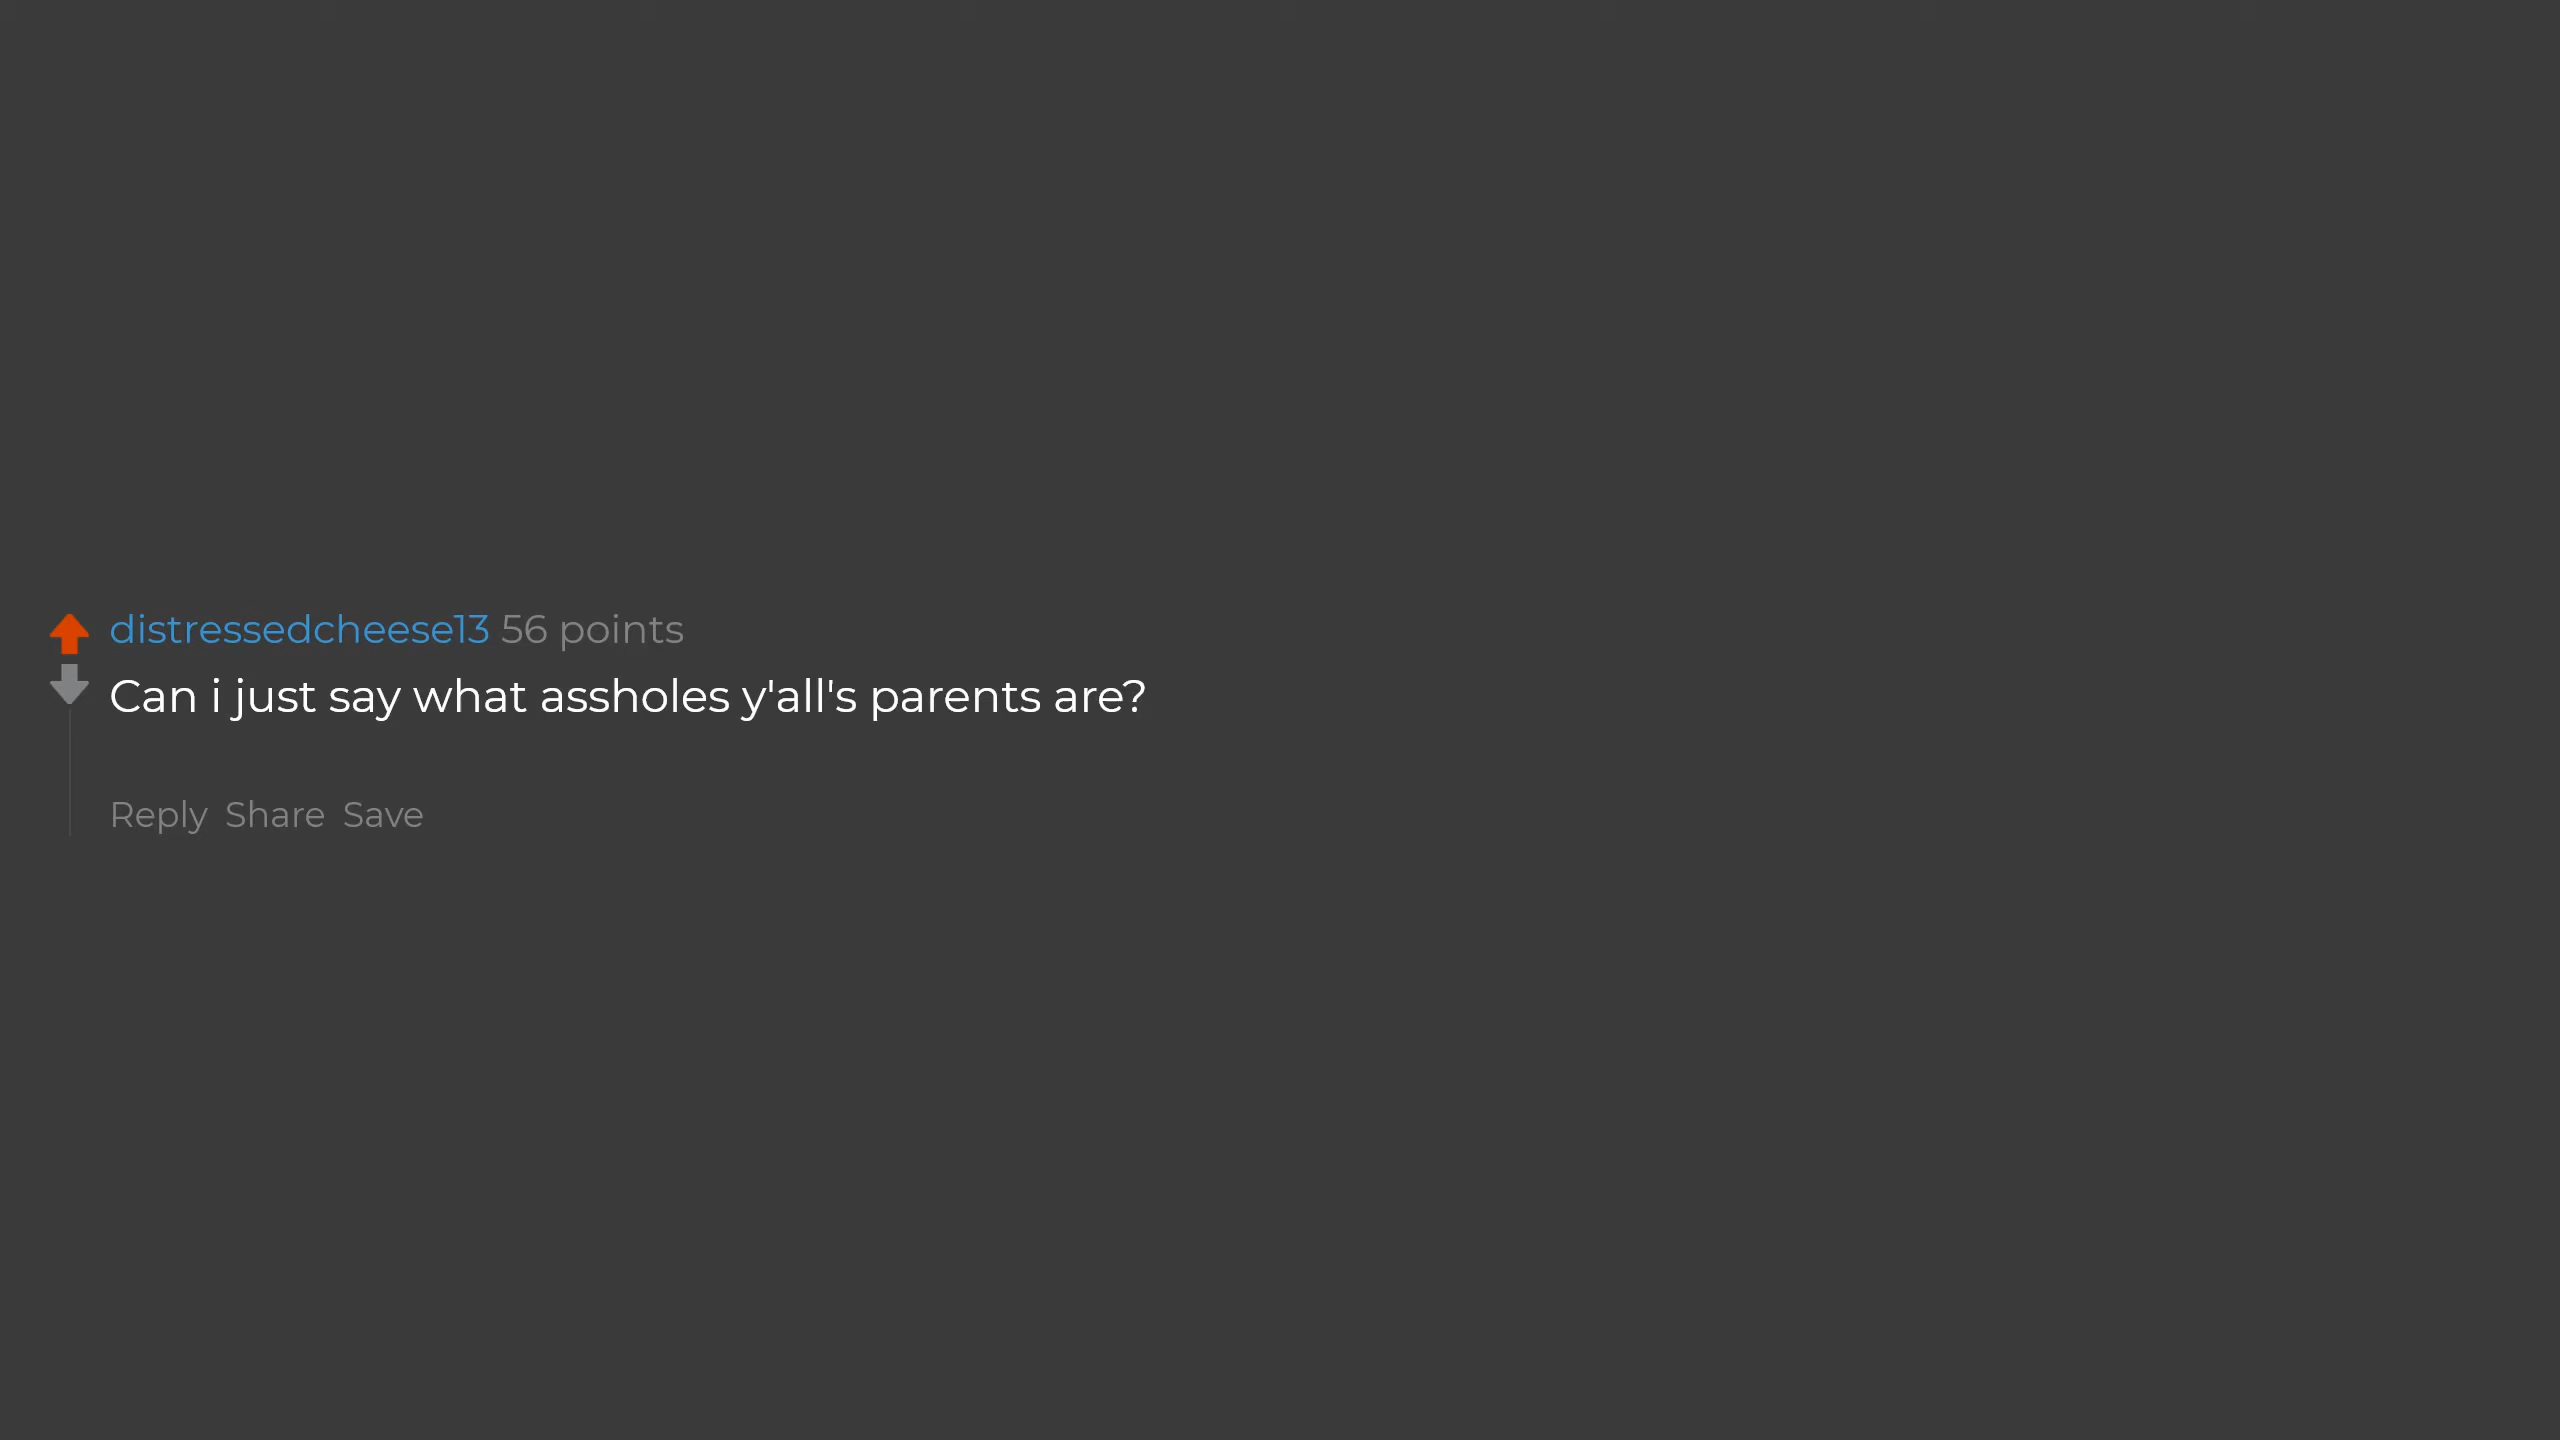 distressedcheese13 56 points
Can i just say what assholes y'all's parents are?
Reply Share Save